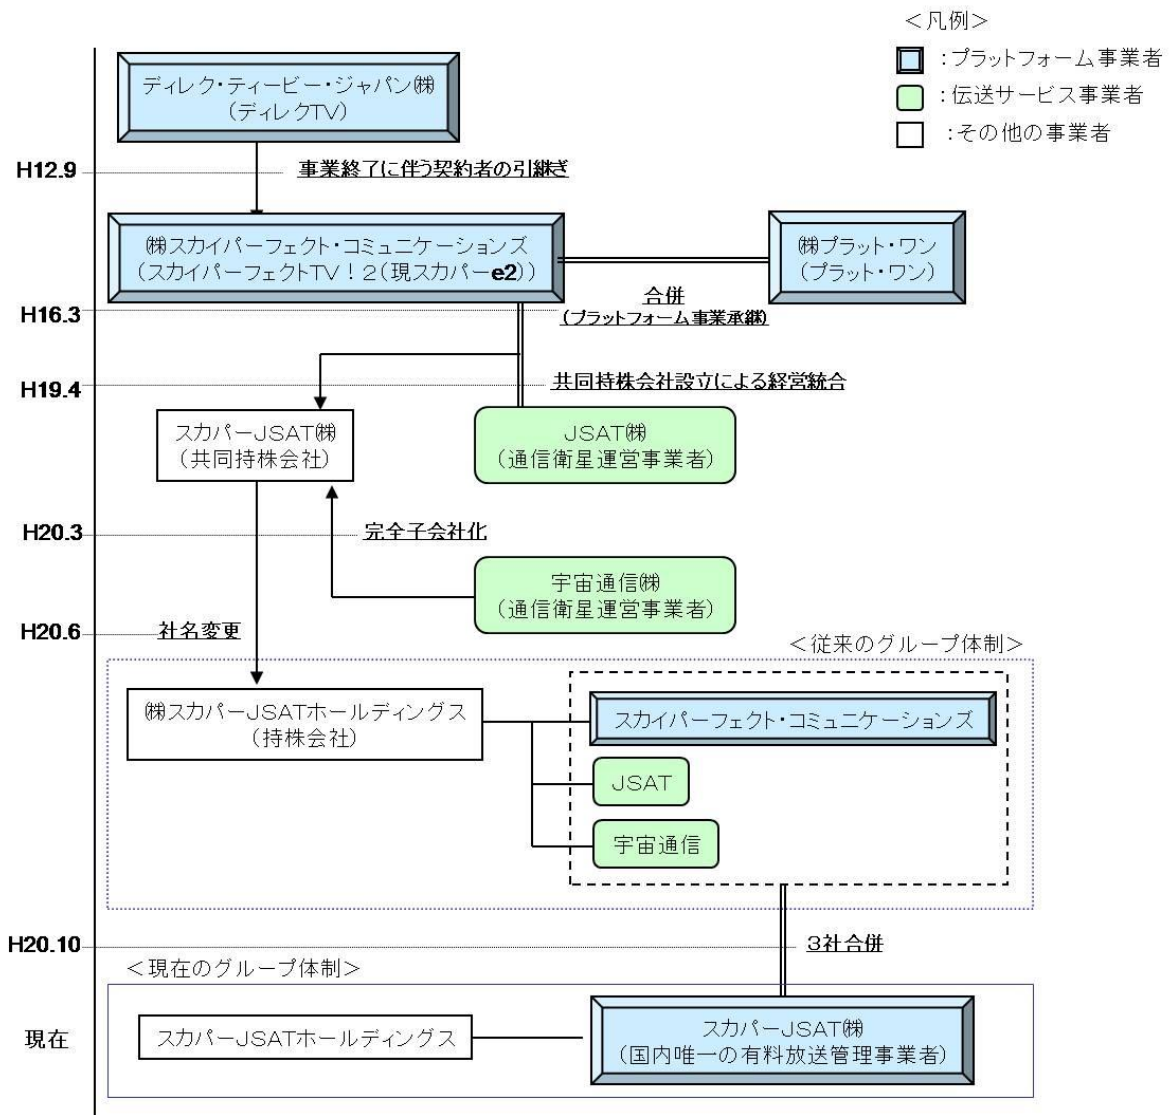 ＜凡例＞
：プラットフォーム事業者
：伝送サービス事業者
：その他の事業者
ディレク・ティービー・ジャパン㈱
（ディレクTV）
H12.9
事業終了に伴う契約者の引継ぎ
㈱スカイパーフェクト・コミュニケーションズ
（スカイパーフェクトTV！2（現スカパーe2））
㈱プラット・ワン
（プラット・ワン）
H16.3
合併
（プラットフォーム事業承継）
H19.4
共同持株会社設立による経営統合
スカパーJSAT㈱
（共同持株会社）
JSAT㈱
（通信衛星運営事業者）
H20.3
完全子会社化
宇宙通信㈱
（通信衛星運営事業者）
H20.6
社名変更
＜従来のグループ体制＞
㈱スカパーJSATホールディングス
（持株会社）
スカイパーフェクト・コミュニケーションズ
JSAT
宇宙通信
H20.10
3社合併
＜現在のグループ体制＞
現在
スカパーJSATホールディングス
スカパーJSAT㈱
（国内唯一の有料放送管理事業者）